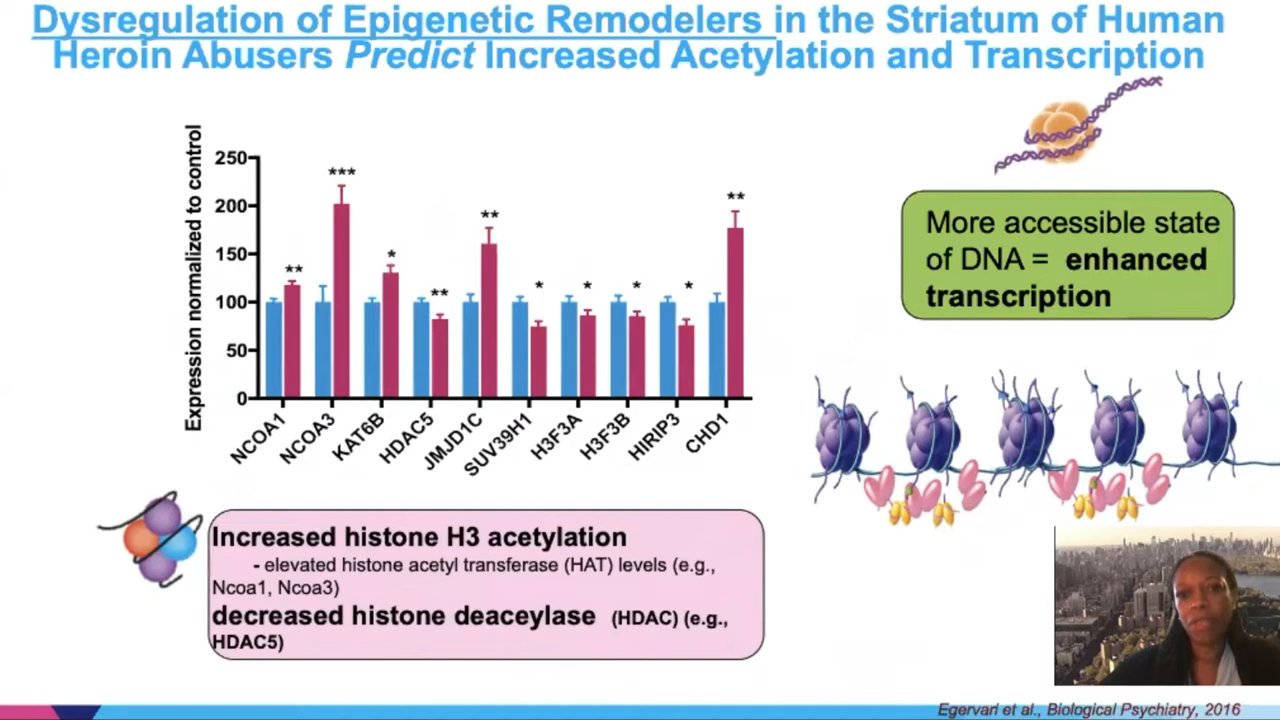 Dysregulation of Epigenetic Remodelers in the Striatum of Human
Heroin Abusers Predict Increased Acetylation and Transcription
Expression normalized to control
250
200
150
100
50
0
***
**
*
**
**
*
*
*
*
**
NCOA1
NCOA3
KAT6B
HDAC5
JMJD1C
SUV39H1
H3F3A
H3F3B
HIRIP3
CHD1
More accessible state
of DNA = enhanced
transcription
Increased histone H3 acetylation
- elevated histone acetyl transferase (HAT) levels (e.g.,
Ncoa1, Ncoa3)
decreased histone deaceylase (HDAC) (e.g.,
HDAC5)
Egervari et al., Biological Psychiatry, 2016